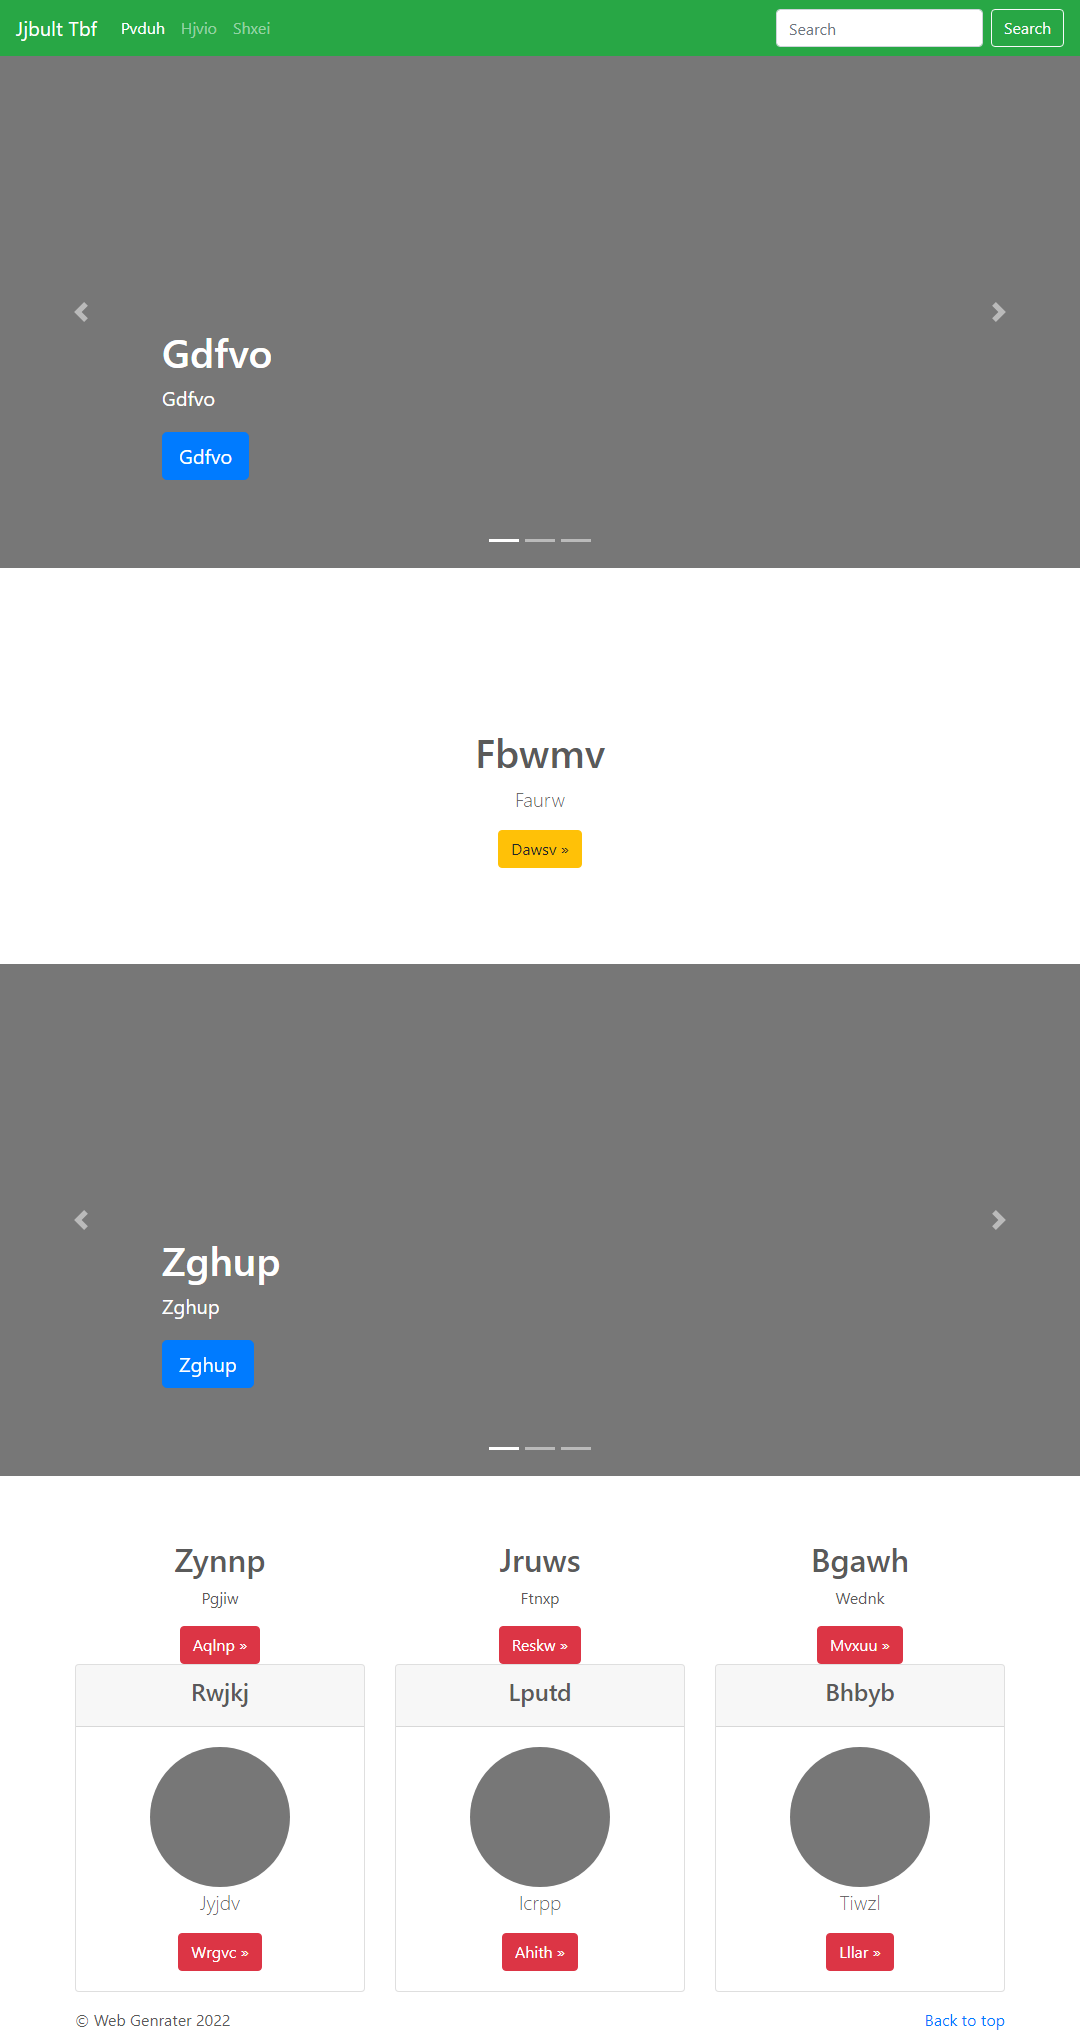 Jjbult Tbf Pvduh Hjvio Shxei Search Search
Gdfvo
Gdfvo
Gdfvo
Fbwmv
Faurw
Dawsv »
Zghup
Zghup
Zghup
Zynnp Jruws Bgawh
Pgjiw Ftnxp Wednk
Aqlnp » Reskw » Mvxuu »
Rwjkj Lputd Bhbyb
Jyjdv Icrpp Tiwzl
Wrgvc » Ahith » Lllar »
© Web Genrater 2022 Back to top